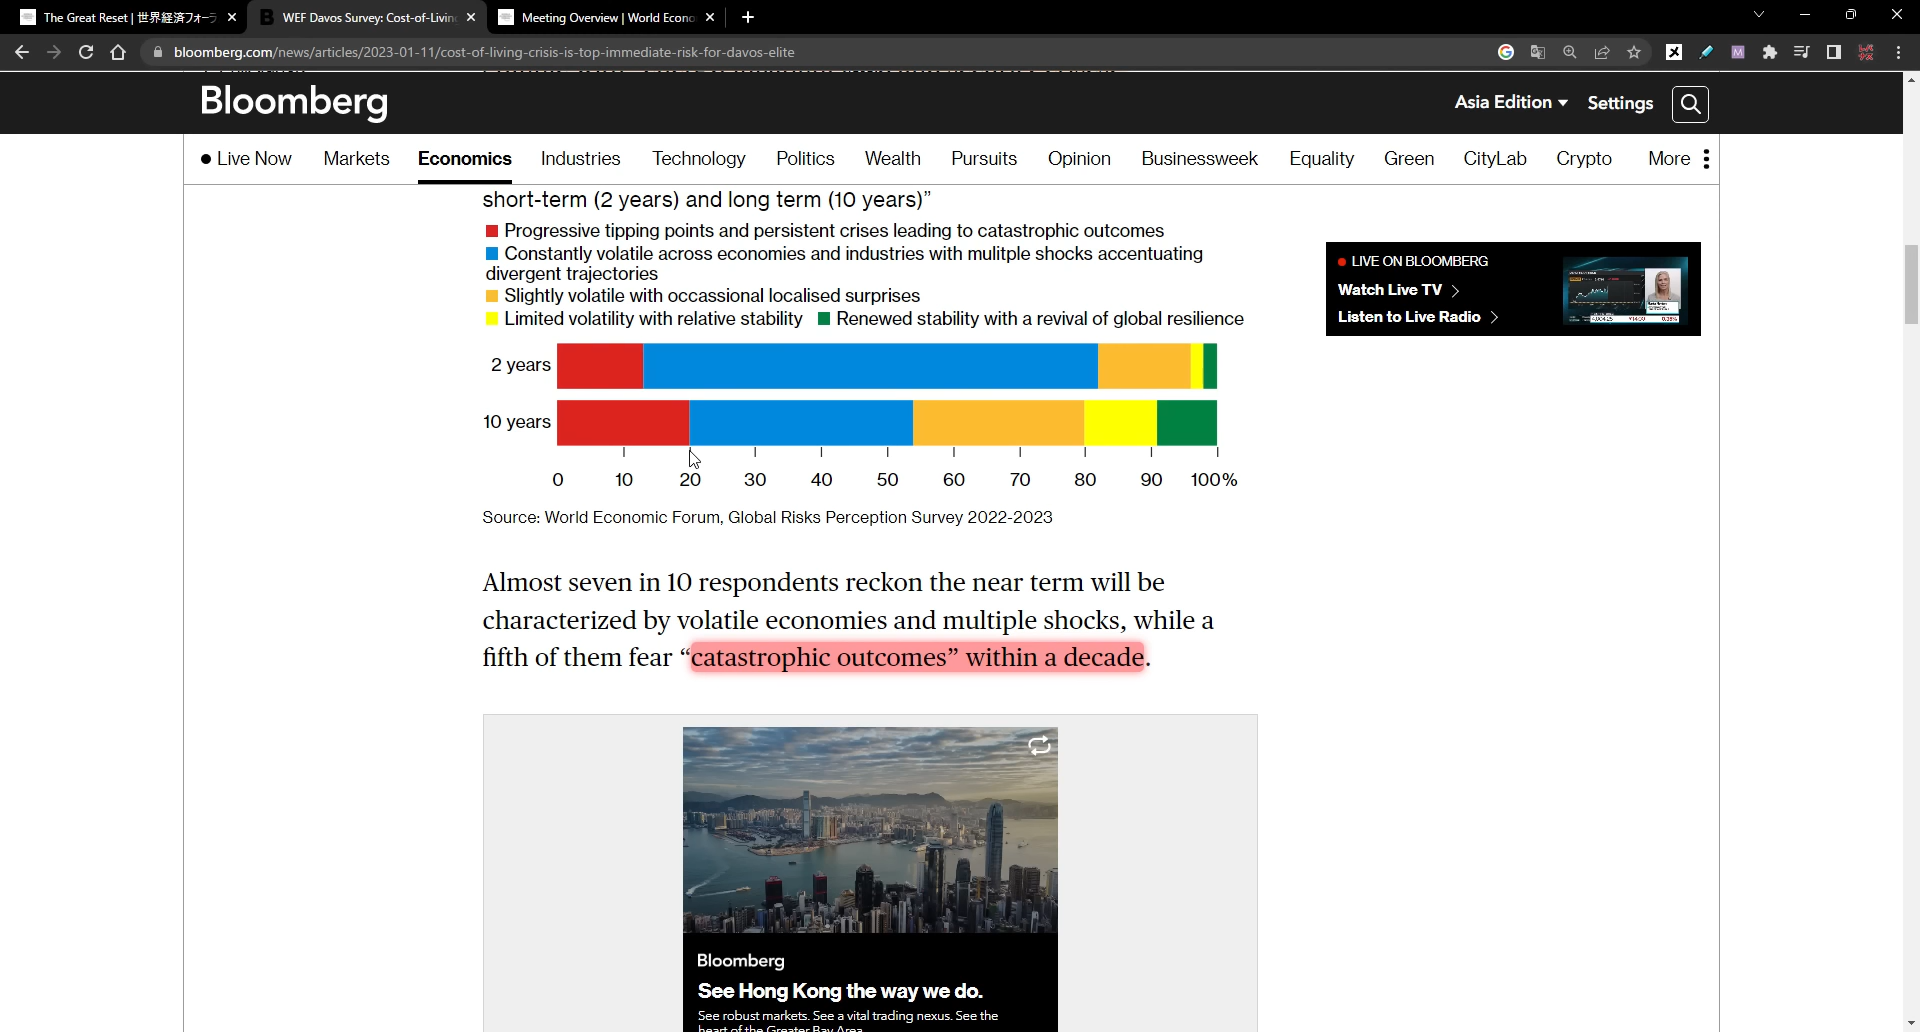 The Great Reset | 世界経済フォーラ
WEF Davos Survey: Cost-of-Livin
Meeting Overview | World Econo
bloomberg.com/news/articles/2023-01-11/cost-of-living-crisis-is-top-immediate-risk-for-davos-elite
Bloomberg
Asia Edition
Settings
Live Now
Markets
Economics
Industries
Technology
Politics
Wealth
Pursuits
Opinion
Businessweek
Equality
Green
CityLab
Crypto
More
short-term (2 years) and long term (10 years)”
Progressive tipping points and persistent crises leading to catastrophic outcomes
Constantly volatile across economies and industries with mulitple shocks accentuating
divergent trajectories
Slightly volatile with occassional localised surprises
Limited volatility with relative stability
Renewed stability with a revival of global resilience
LIVE ON BLOOMBERG
Watch Live TV
Listen to Live Radio
2 years
10 years
0 10 20 30 40 50 60 70 80 90 100%
Source: World Economic Forum, Global Risks Perception Survey 2022-2023
Almost seven in 10 respondents reckon the near term will be
characterized by volatile economies and multiple shocks, while a
fifth of them fear “catastrophic outcomes” within a decade.
Bloomberg
See Hong Kong the way we do.
See robust markets. See a vital trading nexus. See the
heart of the Greater Bay Area